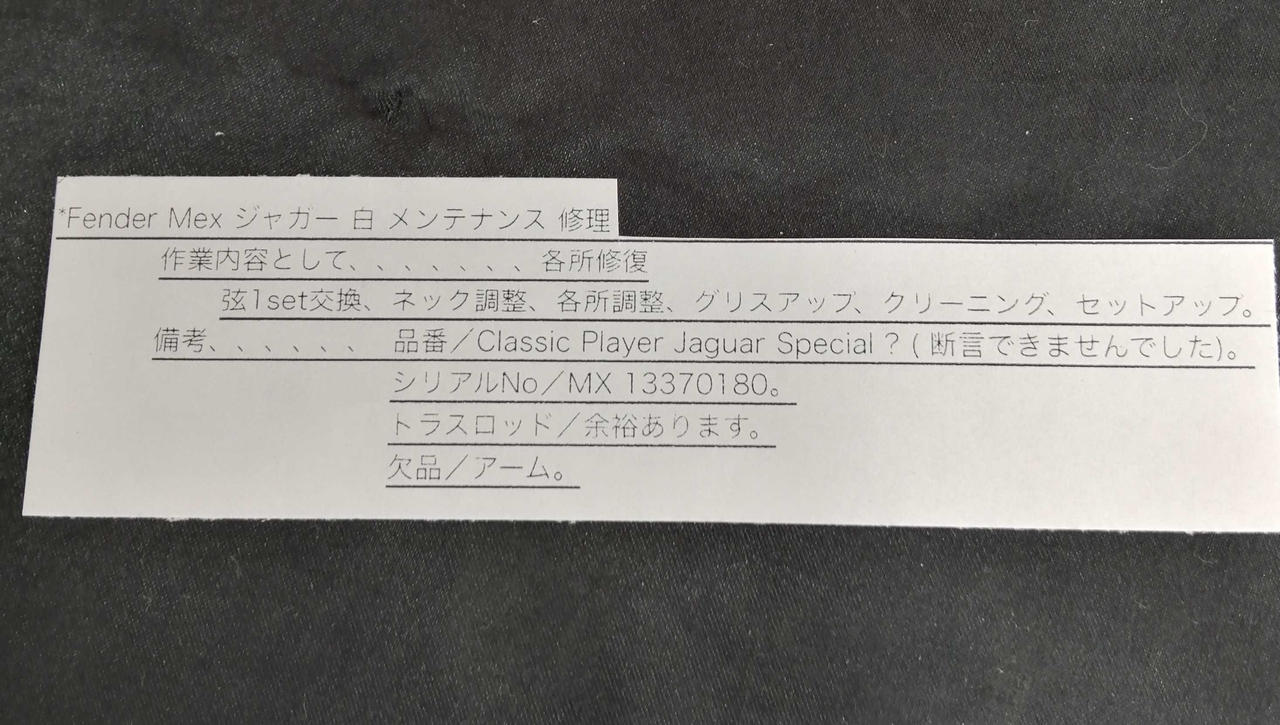 *Fender Mex ジャガー 白 メンテナンス 修理
作業内容として、、、、、、、各所修復
弦1set交換、ネック調整、各所調整、グリスアップ、クリーニング、セットアップ。
備考、、、、、、 品番／Classic Player Jaguar Special？( 断言できませんでした)。
シリアルNo／MX 13370180。
トラスロッド／余裕あります。
欠品／アーム。